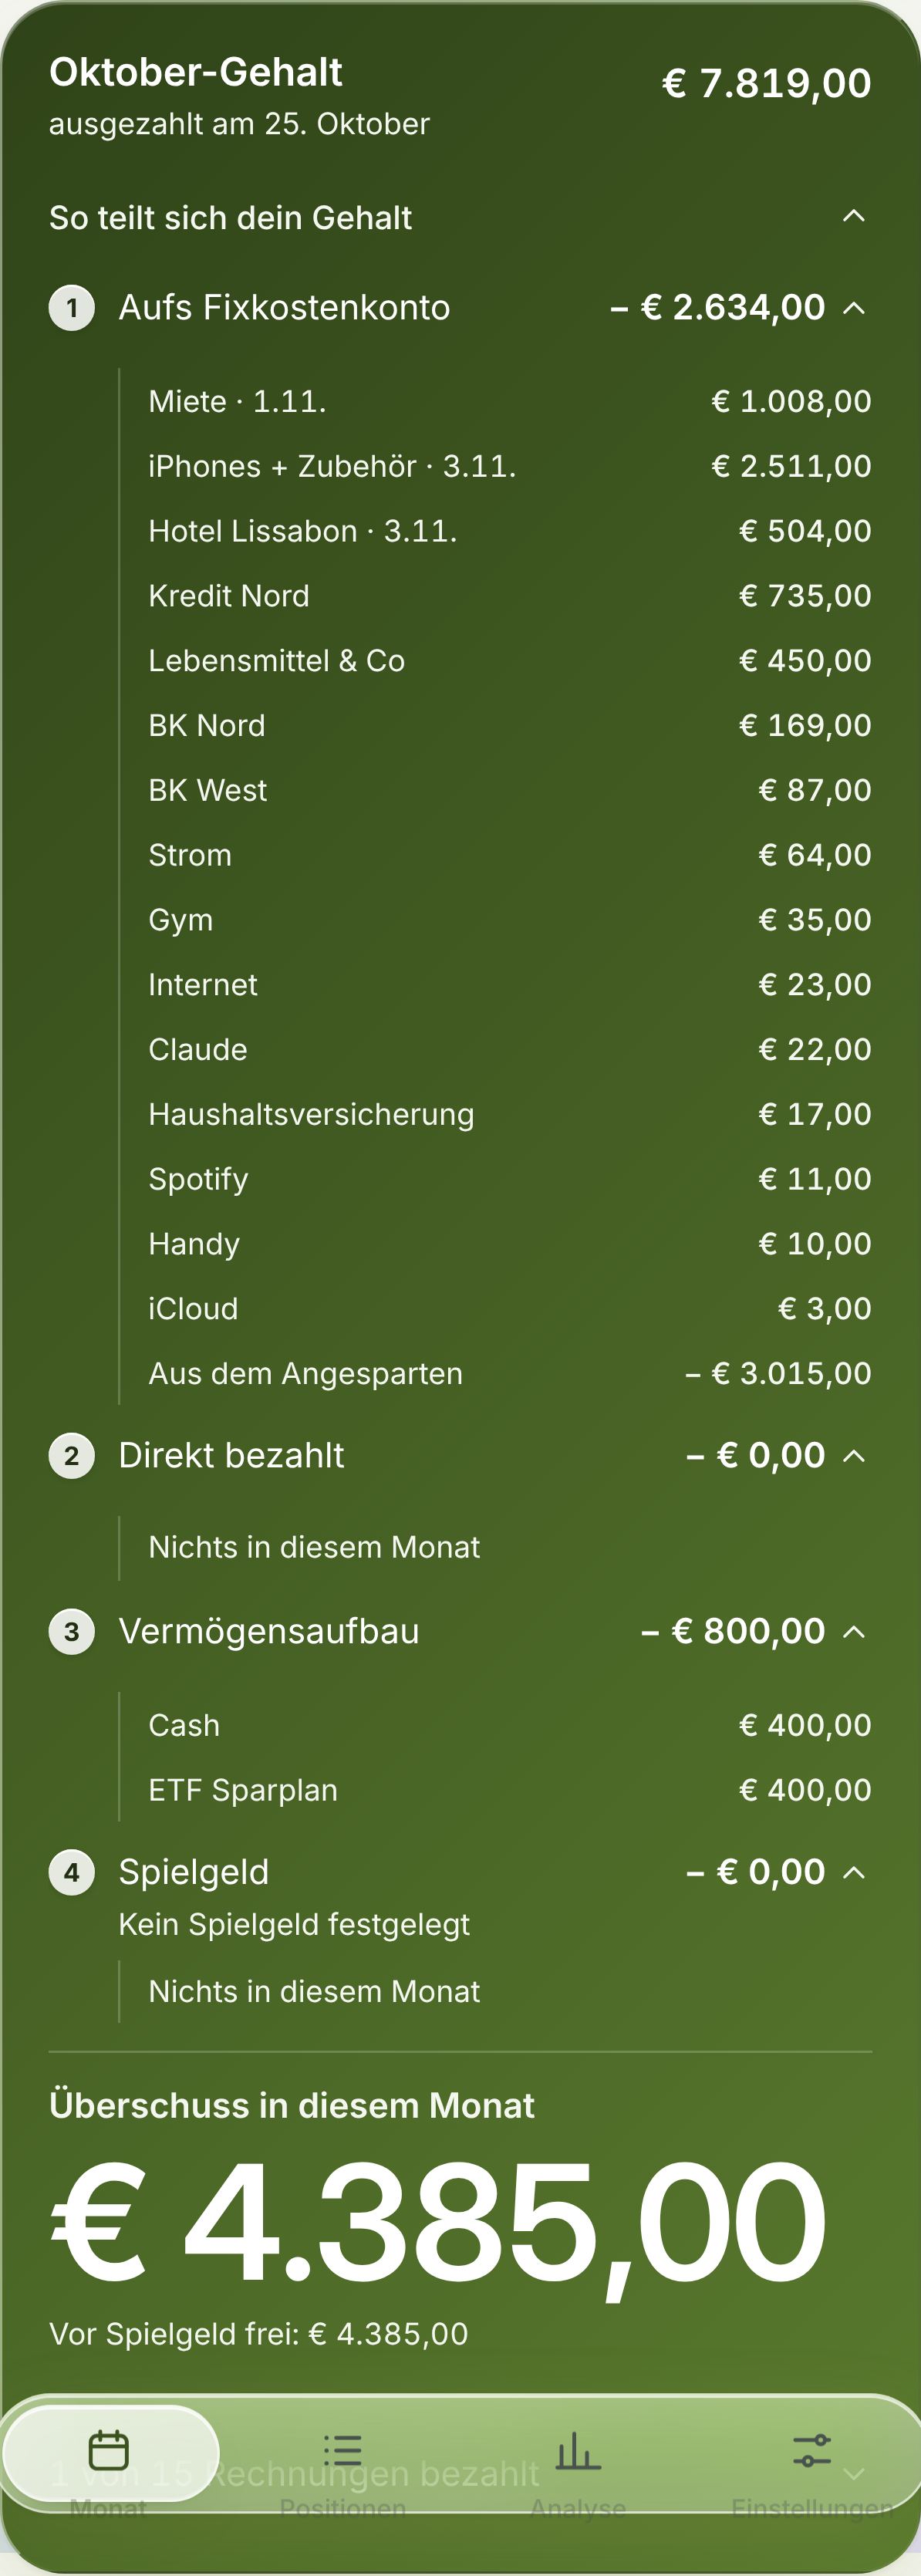 Oktober-Gehalt
€ 7.819,00
ausgezahlt am 25. Oktober
So teilt sich dein Gehalt
1 Aufs Fixkostenkonto – € 2.634,00
Miete · 1.11. € 1.008,00
iPhones + Zubehör · 3.11. € 2.511,00
Hotel Lissabon · 3.11. € 504,00
Kredit Nord € 735,00
Lebensmittel & Co € 450,00
BK Nord € 169,00
BK West € 87,00
Strom € 64,00
Gym € 35,00
Internet € 23,00
Claude € 22,00
Haushaltsversicherung € 17,00
Spotify € 11,00
Handy € 10,00
iCloud € 3,00
Aus dem Angesparten – € 3.015,00
2 Direkt bezahlt – € 0,00
Nichts in diesem Monat
3 Vermögensaufbau – € 800,00
Cash € 400,00
ETF Sparplan € 400,00
4 Spielgeld – € 0,00
Kein Spielgeld festgelegt
Nichts in diesem Monat
Überschuss in diesem Monat
€ 4.385,00
Vor Spielgeld frei: € 4.385,00
1 von 15 Rechnungen bezahlt
Monat Positionen Analyse Einstellungen